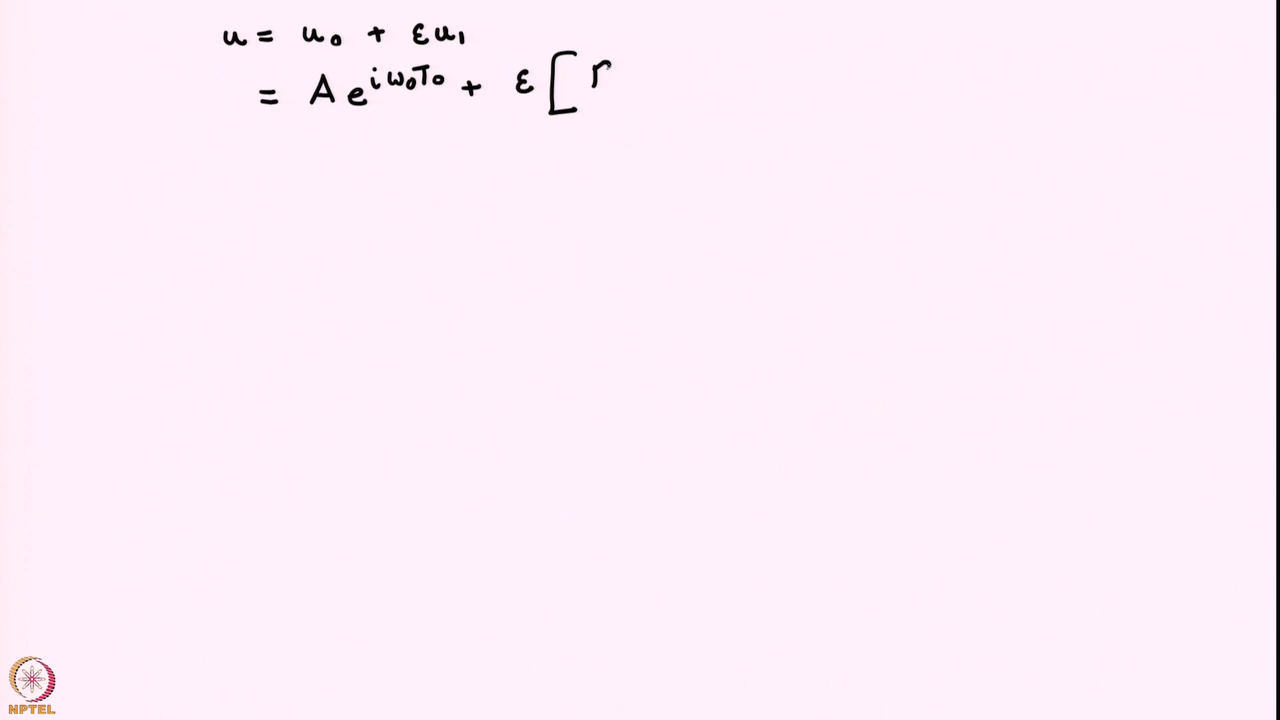 u = u₀ + εu₁
= A e^{iω₀T₀} + ε [ r
NPTEL